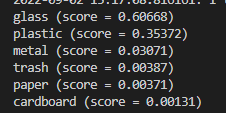 glass (score = 0.60668)
plastic (score = 0.35372)
metal (score = 0.03071)
trash (score = 0.00387)
paper (score = 0.00371)
cardboard (score = 0.00131)